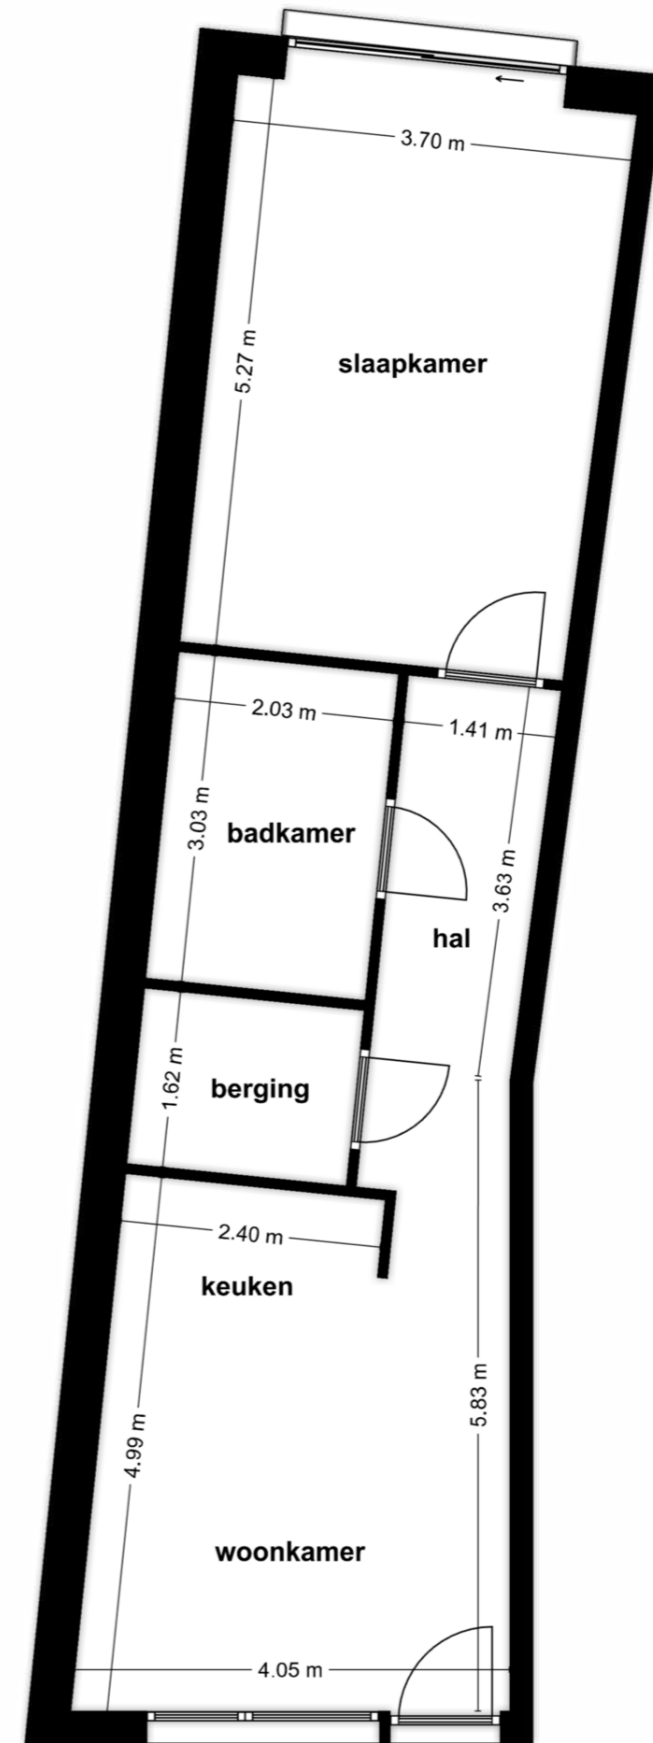 3.70 m
5.27 m
slaapkamer
2.03 m
1.41 m
3.03 m
badkamer
3.63 m
hal
1.62 m
berging
2.40 m
keuken
5.83 m
4.99 m
woonkamer
4.05 m